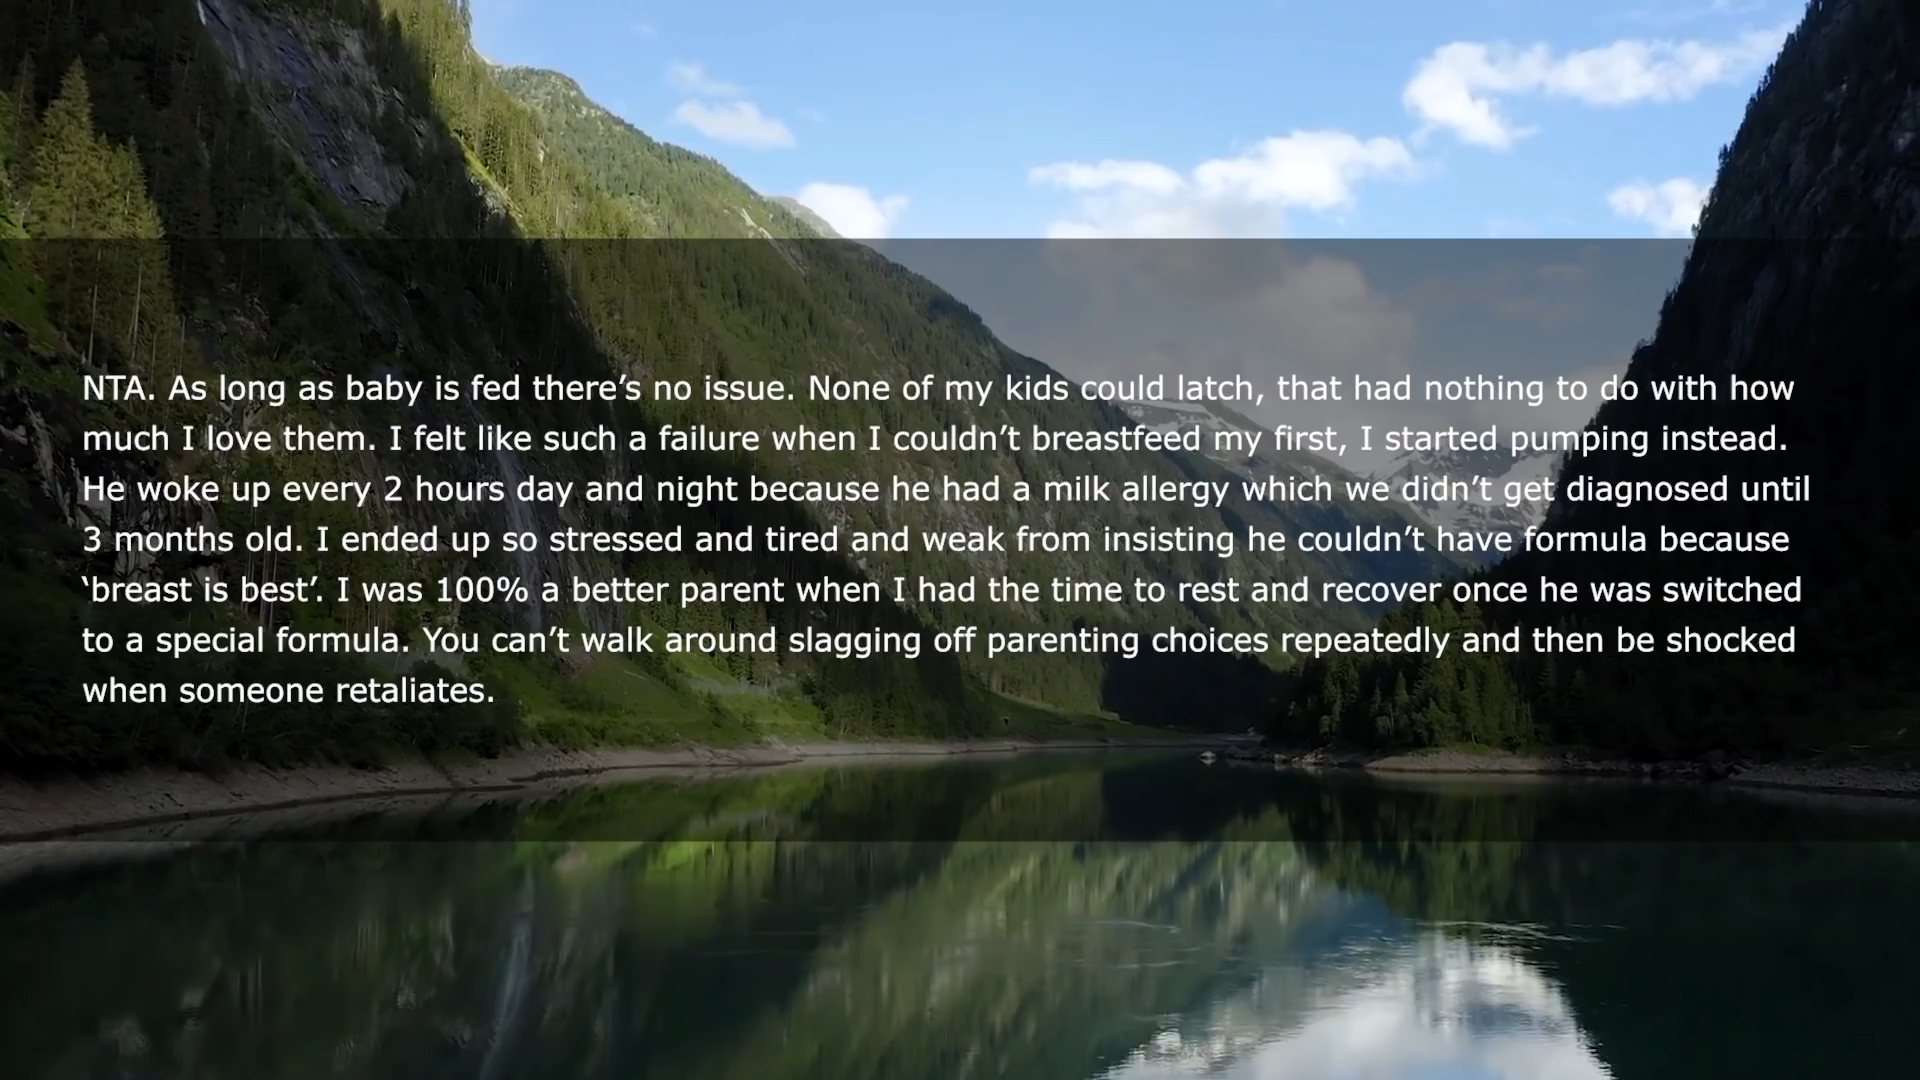 NTA. As long as baby is fed there’s no issue. None of my kids could latch, that had nothing to do with how
much I love them. I felt like such a failure when I couldn’t breastfeed my first, I started pumping instead.
He woke up every 2 hours day and night because he had a milk allergy which we didn’t get diagnosed until
3 months old. I ended up so stressed and tired and weak from insisting he couldn’t have formula because
‘breast is best’. I was 100% a better parent when I had the time to rest and recover once he was switched
to a special formula. You can’t walk around slagging off parenting choices repeatedly and then be shocked
when someone retaliates.